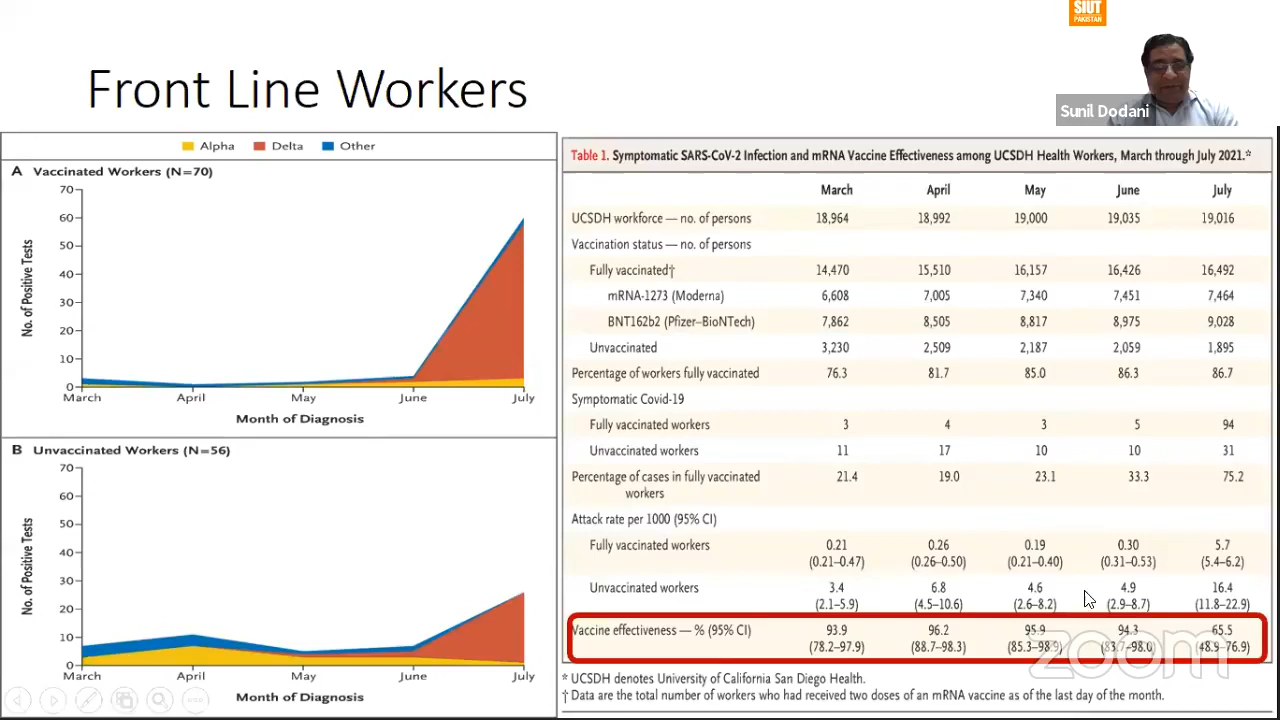 SIUT
PAKISTAN
Front Line Workers
Sunil Dodani
Alpha Delta Other
A Vaccinated Workers (N=70)
No. of Positive Tests
70
60
50
40
30
20
10
0
March April May June July
Month of Diagnosis
B Unvaccinated Workers (N=56)
No. of Positive Tests
70
60
50
40
30
20
10
0
March April May June July
Month of Diagnosis
Table 1. Symptomatic SARS-CoV-2 Infection and mRNA Vaccine Effectiveness among UCSDH Health Workers, March through July 2021.*
March April May June July
UCSDH workforce — no. of persons 18,964 18,992 19,000 19,035 19,016
Vaccination status — no. of persons
Fully vaccinated† 14,470 15,510 16,157 16,426 16,492
mRNA-1273 (Moderna) 6,608 7,005 7,340 7,451 7,464
BNT162b2 (Pfizer–BioNTech) 7,862 8,505 8,817 8,975 9,028
Unvaccinated 3,230 2,509 2,187 2,059 1,895
Percentage of workers fully vaccinated 76.3 81.7 85.0 86.3 86.7
Symptomatic Covid-19
Fully vaccinated workers 3 4 3 5 94
Unvaccinated workers 11 17 10 10 31
Percentage of cases in fully vaccinated 21.4 19.0 23.1 33.3 75.2
workers
Attack rate per 1000 (95% CI)
Fully vaccinated workers 0.21 0.26 0.19 0.30 5.7
(0.21–0.47) (0.26–0.50) (0.21–0.40) (0.31–0.53) (5.4–6.2)
Unvaccinated workers 3.4 6.8 4.6 4.9 16.4
(2.1–5.9) (4.5–10.6) (2.6–8.2) (2.9–8.7) (11.8–22.9)
Vaccine effectiveness — % (95% CI) 93.9 96.2 95.9 94.3 65.5
(78.2–97.9) (88.7–98.3) (85.3–98.9) (83.7–98.0) (48.9–76.9)
zoom
* UCSDH denotes University of California San Diego Health.
† Data are the total number of workers who had received two doses of an mRNA vaccine as of the last day of the month.